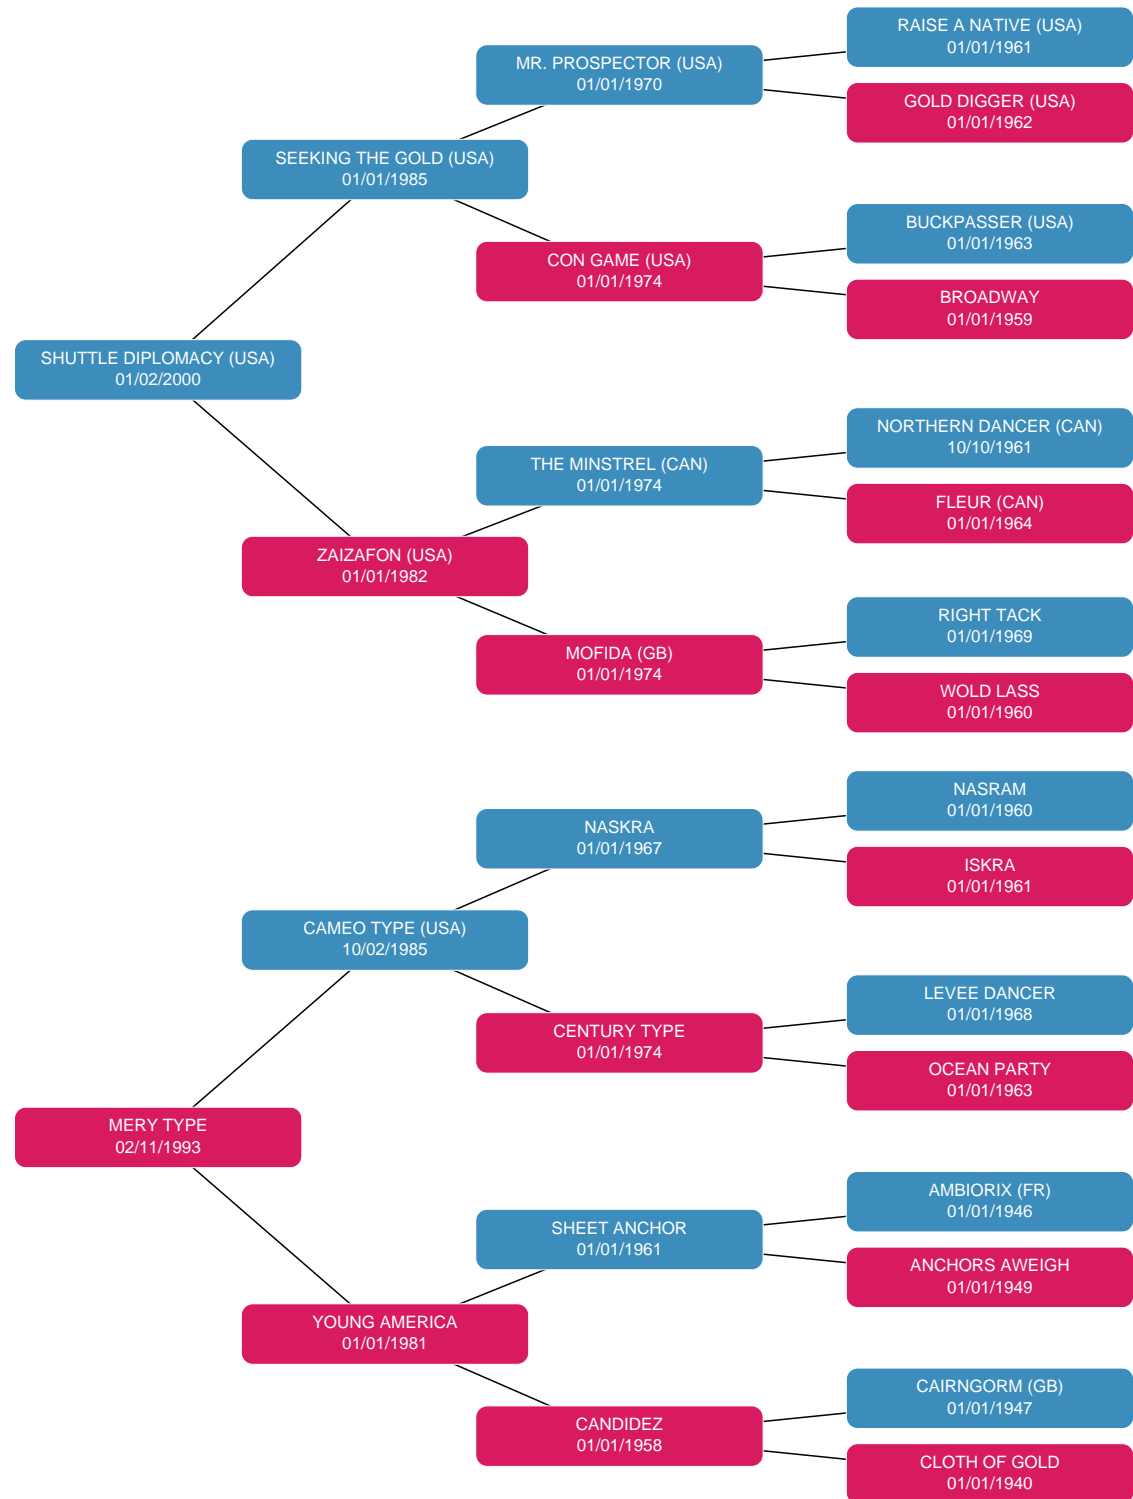 RAISE A NATIVE (USA)
01/01/1961
MR. PROSPECTOR (USA)
01/01/1970
GOLD DIGGER (USA)
01/01/1962
SEEKING THE GOLD (USA)
01/01/1985
BUCKPASSER (USA)
01/01/1963
CON GAME (USA)
01/01/1974
BROADWAY
01/01/1959
SHUTTLE DIPLOMACY (USA)
01/02/2000
NORTHERN DANCER (CAN)
10/10/1961
THE MINSTREL (CAN)
01/01/1974
FLEUR (CAN)
01/01/1964
ZAIZAFON (USA)
01/01/1982
RIGHT TACK
01/01/1969
MOFIDA (GB)
01/01/1974
WOLD LASS
01/01/1960
NASRAM
01/01/1960
NASKRA
01/01/1967
ISKRA
01/01/1961
CAMEO TYPE (USA)
10/02/1985
LEVEE DANCER
01/01/1968
CENTURY TYPE
01/01/1974
OCEAN PARTY
01/01/1963
MERY TYPE
02/11/1993
AMBIORIX (FR)
01/01/1946
SHEET ANCHOR
01/01/1961
ANCHORS AWEIGH
01/01/1949
YOUNG AMERICA
01/01/1981
CAIRNGORM (GB)
01/01/1947
CANDIDEZ
01/01/1958
CLOTH OF GOLD
01/01/1940